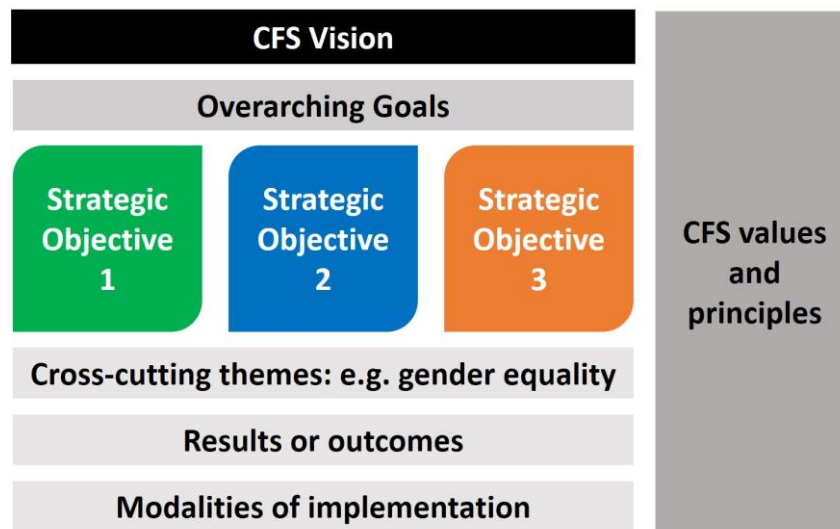 CFS Vision
Overarching Goals
Strategic
Objective
1
Strategic
Objective
2
Strategic
Objective
3
Cross-cutting themes: e.g. gender equality
Results or outcomes
Modalities of implementation
CFS values
and
principles